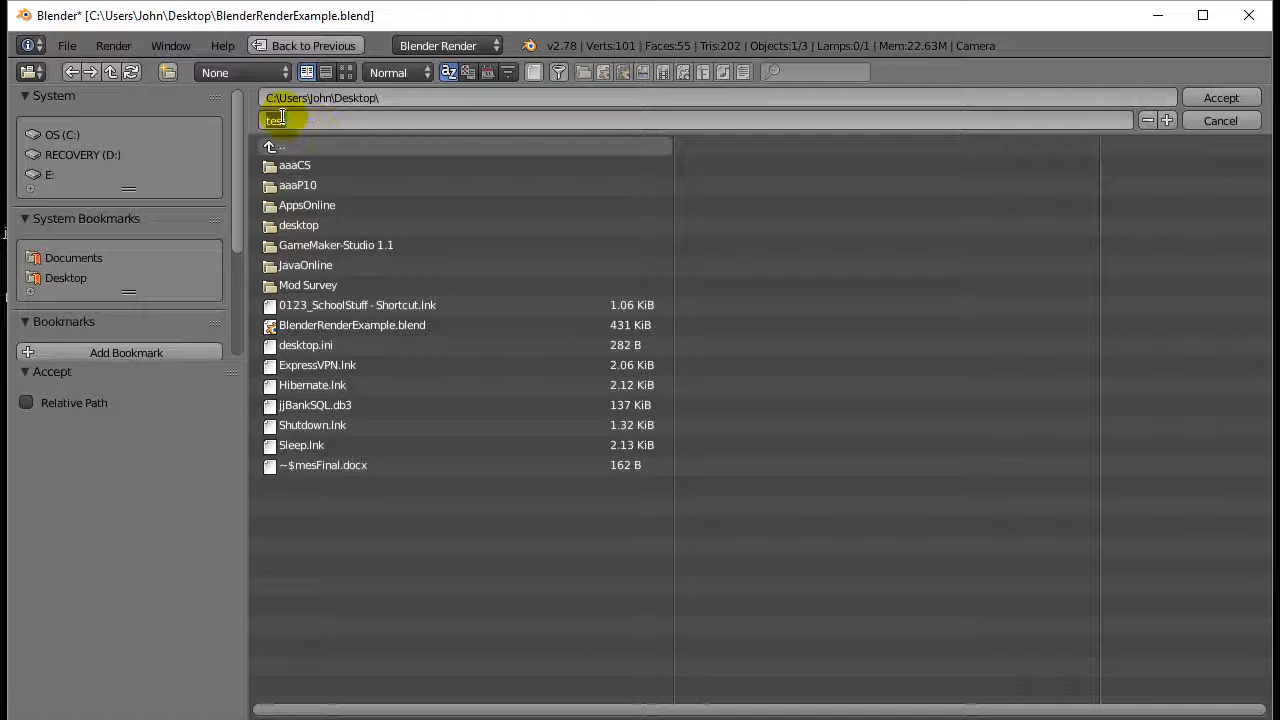 Blender* [C:\Users\John\Desktop\BlenderRenderExample.blend]
File Render Window Help Back to Previous Blender Render v2.78 | Verts:101 | Faces:55 | Tris:202 | Objects:1/3 | Lamps:0/1 | Mem:22.63M | Camera
None Normal
System
OS (C:)
RECOVERY (D:)
E:
System Bookmarks
Documents
Desktop
Bookmarks
Add Bookmark
Accept
Relative Path
C:\Users\John\Desktop\ Accept
Cancel
..
aaaCS
aaaP10
AppsOnline
desktop
GameMaker-Studio 1.1
JavaOnline
Mod Survey
0123_SchoolStuff - Shortcut.lnk 1.06 KiB
BlenderRenderExample.blend 431 KiB
desktop.ini 282 B
ExpressVPN.lnk 2.06 KiB
Hibernate.lnk 2.12 KiB
jjBankSQL.db3 137 KiB
Shutdown.lnk 1.32 KiB
Sleep.lnk 2.13 KiB
~$mesFinal.docx 162 B